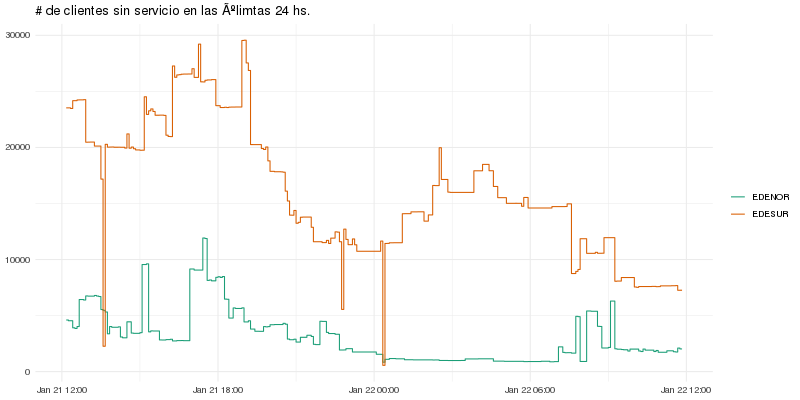 # de clientes sin servicio en las Ãºlimtas 24 hs.
30000
20000
10000
0
Jan 21 12:00
Jan 21 18:00
Jan 22 00:00
Jan 22 06:00
Jan 22 12:00
EDENOR
EDESUR